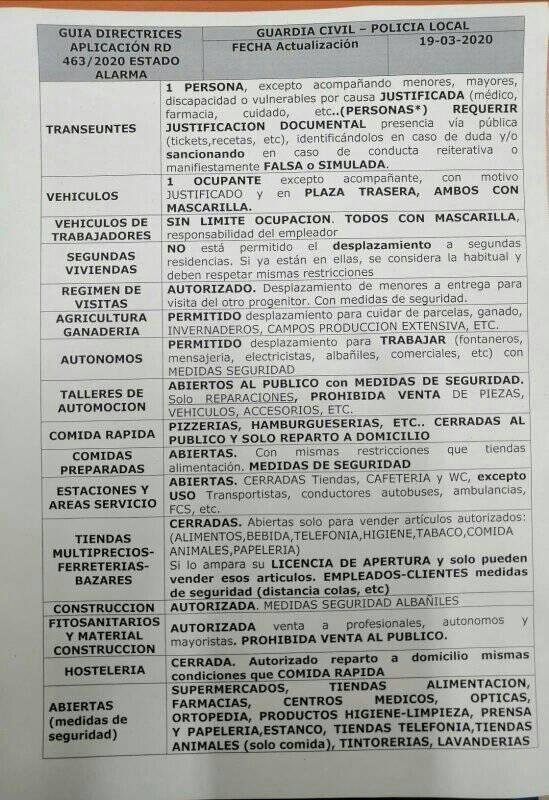 GUIA DIRECTRICES
APLICACIÓN RD
463/2020 ESTADO
ALARMA
GUARDIA CIVIL – POLICIA LOCAL
FECHA Actualización
19-03-2020
TRANSEUNTES
1 PERSONA, excepto acompañando menores, mayores,
discapacidad o vulnerables por causa JUSTIFICADA (médico,
farmacia, cuidado, etc..(PERSONAS*) REQUERIR
JUSTIFICACION DOCUMENTAL presencia vía pública
(tickets,recetas, etc), identificándolos en caso de duda y/o
sancionando en caso de conducta reiterativa o
manifiestamente FALSA o SIMULADA.
VEHICULOS
1 OCUPANTE excepto acompañante, con motivo
JUSTIFICADO y en PLAZA TRASERA, AMBOS CON
MASCARILLA.
VEHICULOS DE
TRABAJADORES
SIN LIMITE OCUPACION. TODOS CON MASCARILLA,
responsabilidad del empleador
SEGUNDAS
VIVIENDAS
NO está permitido el desplazamiento a segundas
residencias. Si ya están en ellas, se considera la habitual y
deben respetar mismas restricciones
REGIMEN DE
VISITAS
AUTORIZADO. Desplazamiento de menores a entrega para
visita del otro progenitor. Con medidas de seguridad.
AGRICULTURA
GANADERIA
PERMITIDO desplazamiento para cuidar de parcelas, ganado,
INVERNADEROS, CAMPOS PRODUCCION EXTENSIVA, ETC.
AUTONOMOS
PERMITIDO desplazamiento para TRABAJAR (fontaneros,
mensajeria, electricistas, albañiles, comerciales, etc) con
MEDIDAS SEGURIDAD
TALLERES DE
AUTOMOCION
ABIERTOS AL PUBLICO con MEDIDAS DE SEGURIDAD.
Solo REPARACIONES, PROHIBIDA VENTA DE PIEZAS,
VEHICULOS, ACCESORIOS, ETC.
COMIDA RAPIDA
PIZZERIAS, HAMBURGUESERIAS, ETC.. CERRADAS AL
PUBLICO Y SOLO REPARTO A DOMICILIO
COMIDAS
PREPARADAS
ABIERTAS. Con mismas restricciones que tiendas
alimentación. MEDIDAS DE SEGURIDAD
ESTACIONES Y
AREAS SERVICIO
ABIERTAS. CERRADAS Tiendas, CAFETERIA y WC, excepto
USO Transportistas, conductores autobuses, ambulancias,
FCS, etc.
TIENDAS
MULTIPRECIOS-
FERRETERIAS-
BAZARES
CERRADAS. Abiertas solo para vender artículos autorizados:
(ALIMENTOS,BEBIDA,TELEFONIA,HIGIENE,TABACO,COMIDA
ANIMALES,PAPELERIA)
Si lo ampara su LICENCIA DE APERTURA y solo pueden
vender esos articulos. EMPLEADOS-CLIENTES medidas
de seguridad (distancia colas, etc)
CONSTRUCCION
AUTORIZADA. MEDIDAS SEGURIDAD ALBAÑILES
FITOSANITARIOS
Y MATERIAL
CONSTRUCCION
AUTORIZADA venta a profesionales, autonomos y
mayoristas. PROHIBIDA VENTA AL PUBLICO.
HOSTELERIA
CERRADA. Autorizado reparto a domicilio mismas
condiciones que COMIDA RAPIDA
ABIERTAS
(medidas de
seguridad)
SUPERMERCADOS, TIENDAS ALIMENTACION,
FARMACIAS, CENTROS MEDICOS, OPTICAS,
ORTOPEDIA, PRODUCTOS HIGIENE-LIMPIEZA, PRENSA
Y PAPELERIA,ESTANCO, TIENDAS TELEFONIA,TIENDAS
ANIMALES (solo comida), TINTORERIAS, LAVANDERIAS